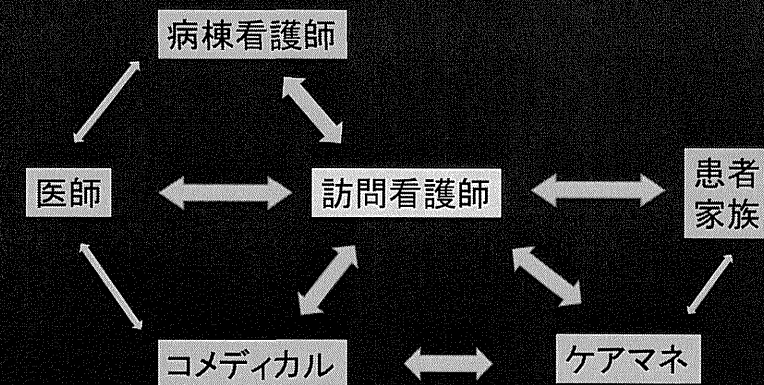 病棟看護師
医師
訪問看護師
患者
家族
コメディカル
ケアマネ